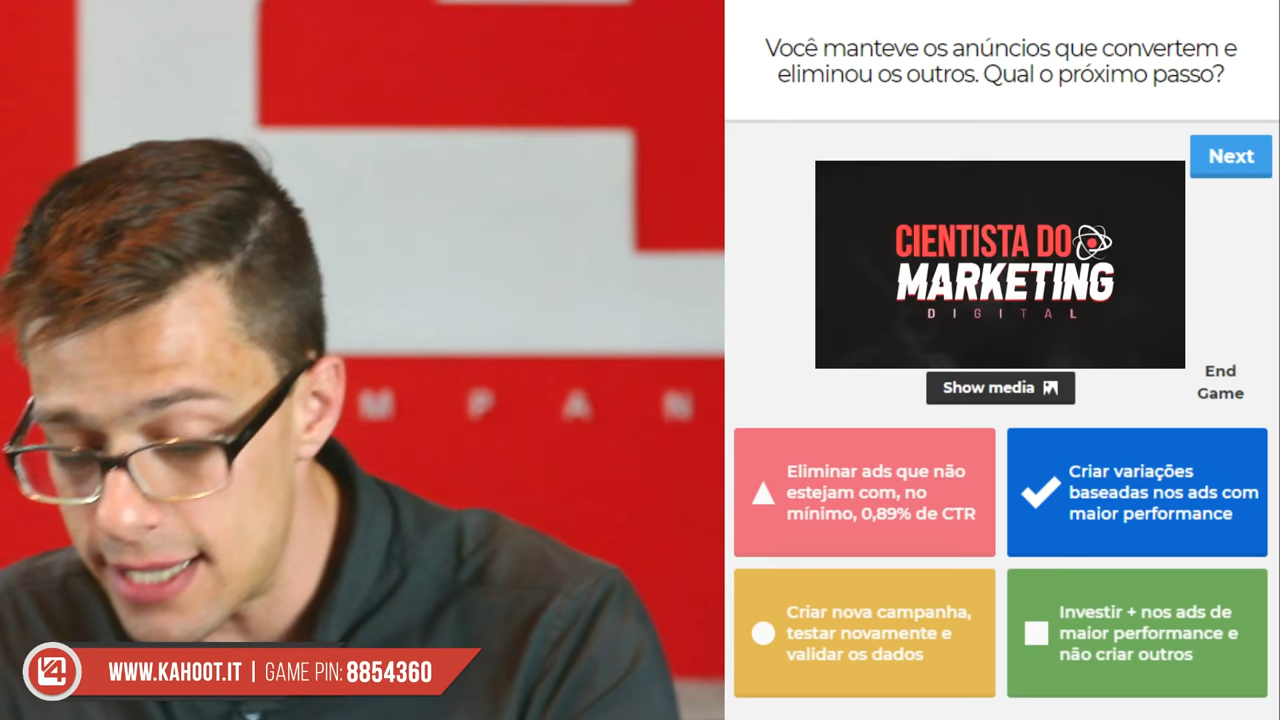 Você manteve os anúncios que convertem e
eliminou os outros. Qual o próximo passo?
Next
CIENTISTA DO
MARKETING
DIGITAL
Show media
End
Game
Eliminar ads que não
estejam com, no
mínimo, 0,89% de CTR
Criar variações
baseadas nos ads com
maior performance
Criar nova campanha,
testar novamente e
validar os dados
Investir + nos ads de
maior performance e
não criar outros
M P A N
V4
WWW.KAHOOT.IT | GAME PIN: 8854360